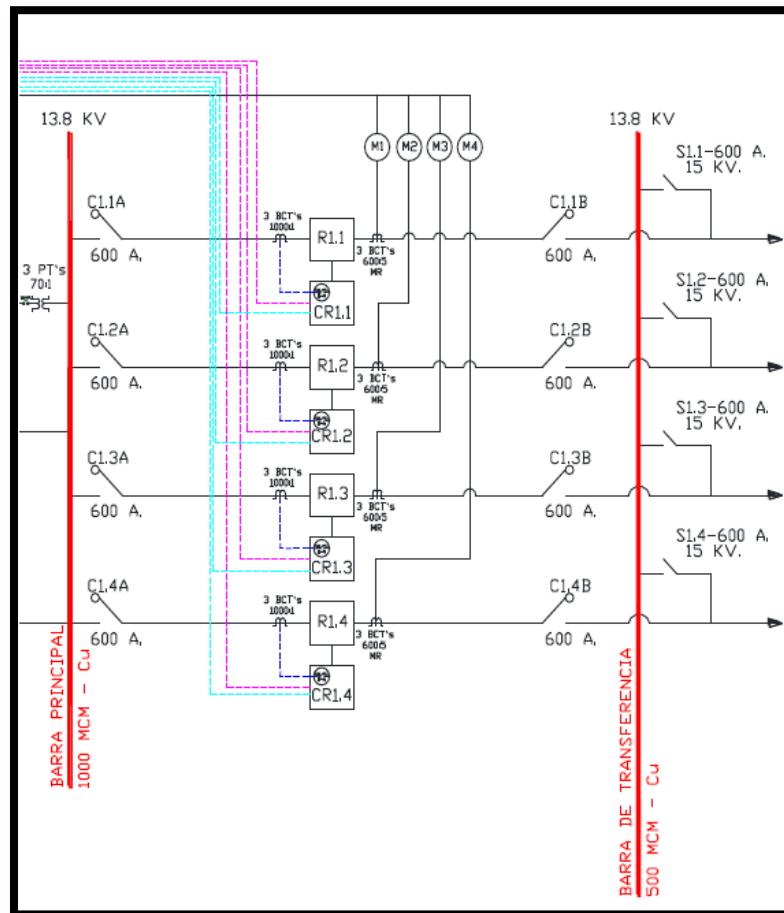 13.8 KV
13.8 KV
M1
M2
M3
M4
S1.1-600 A.
15 KV.
C1.1A
600 A.
3 BCT's
1000:1
R1.1
3 BCT's
600:5
MR
CR1.1
C1.1B
600 A.
3 PT's
70:1
S1.2-600 A.
15 KV.
C1.2A
600 A.
3 BCT's
1000:1
R1.2
3 BCT's
600:5
MR
CR1.2
C1.2B
600 A.
S1.3-600 A.
15 KV.
C1.3A
600 A.
3 BCT's
1000:1
R1.3
3 BCT's
600:5
MR
CR1.3
C1.3B
600 A.
S1.4-600 A.
15 KV.
C1.4A
600 A.
3 BCT's
1000:1
R1.4
3 BCT's
600:5
MR
CR1.4
C1.4B
600 A.
BARRA PRINCIPAL
1000 MCM - Cu
BARRA DE TRANSFERENCIA
500 MCM - Cu